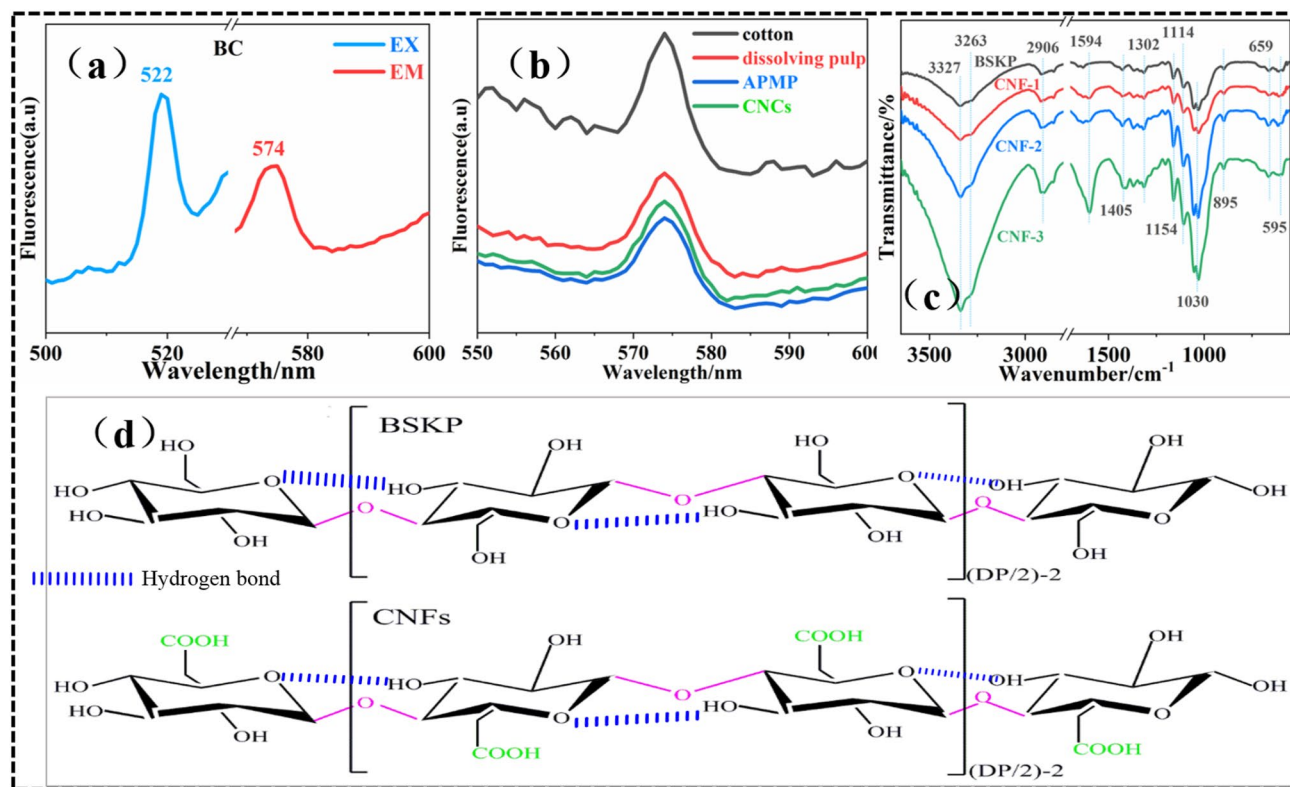 (a)
BC
EX
EM
522
574
Fluorescence(a.u)
500
520
580
600
Wavelength/nm
(b)
cotton
dissolving pulp
APMP
CNCs
Fluorescence(a.u)
550
560
570
580
590
600
Wavelength/nm
(c)
3327
3263
2906
1594
1302
1114
659
BSKP
CNF-1
CNF-2
CNF-3
1405
1154
1030
895
595
Transmittance/%
3500
3000
1500
1000
Wavenumber/cm-1
(d)
BSKP
HO
OH
HO
OH
HO
O
HO
O
HO
O
OH
HO
O
O
HO
O
OH
O
OH
OH
O
OH
OH
OH
(DP/2)-2
Hydrogen bond
CNFs
COOH
OH
COOH
OH
HO
O
HO
O
HO
O
OH
HO
O
O
HO
O
OH
O
OH
COOH
O
OH
COOH
OH
(DP/2)-2